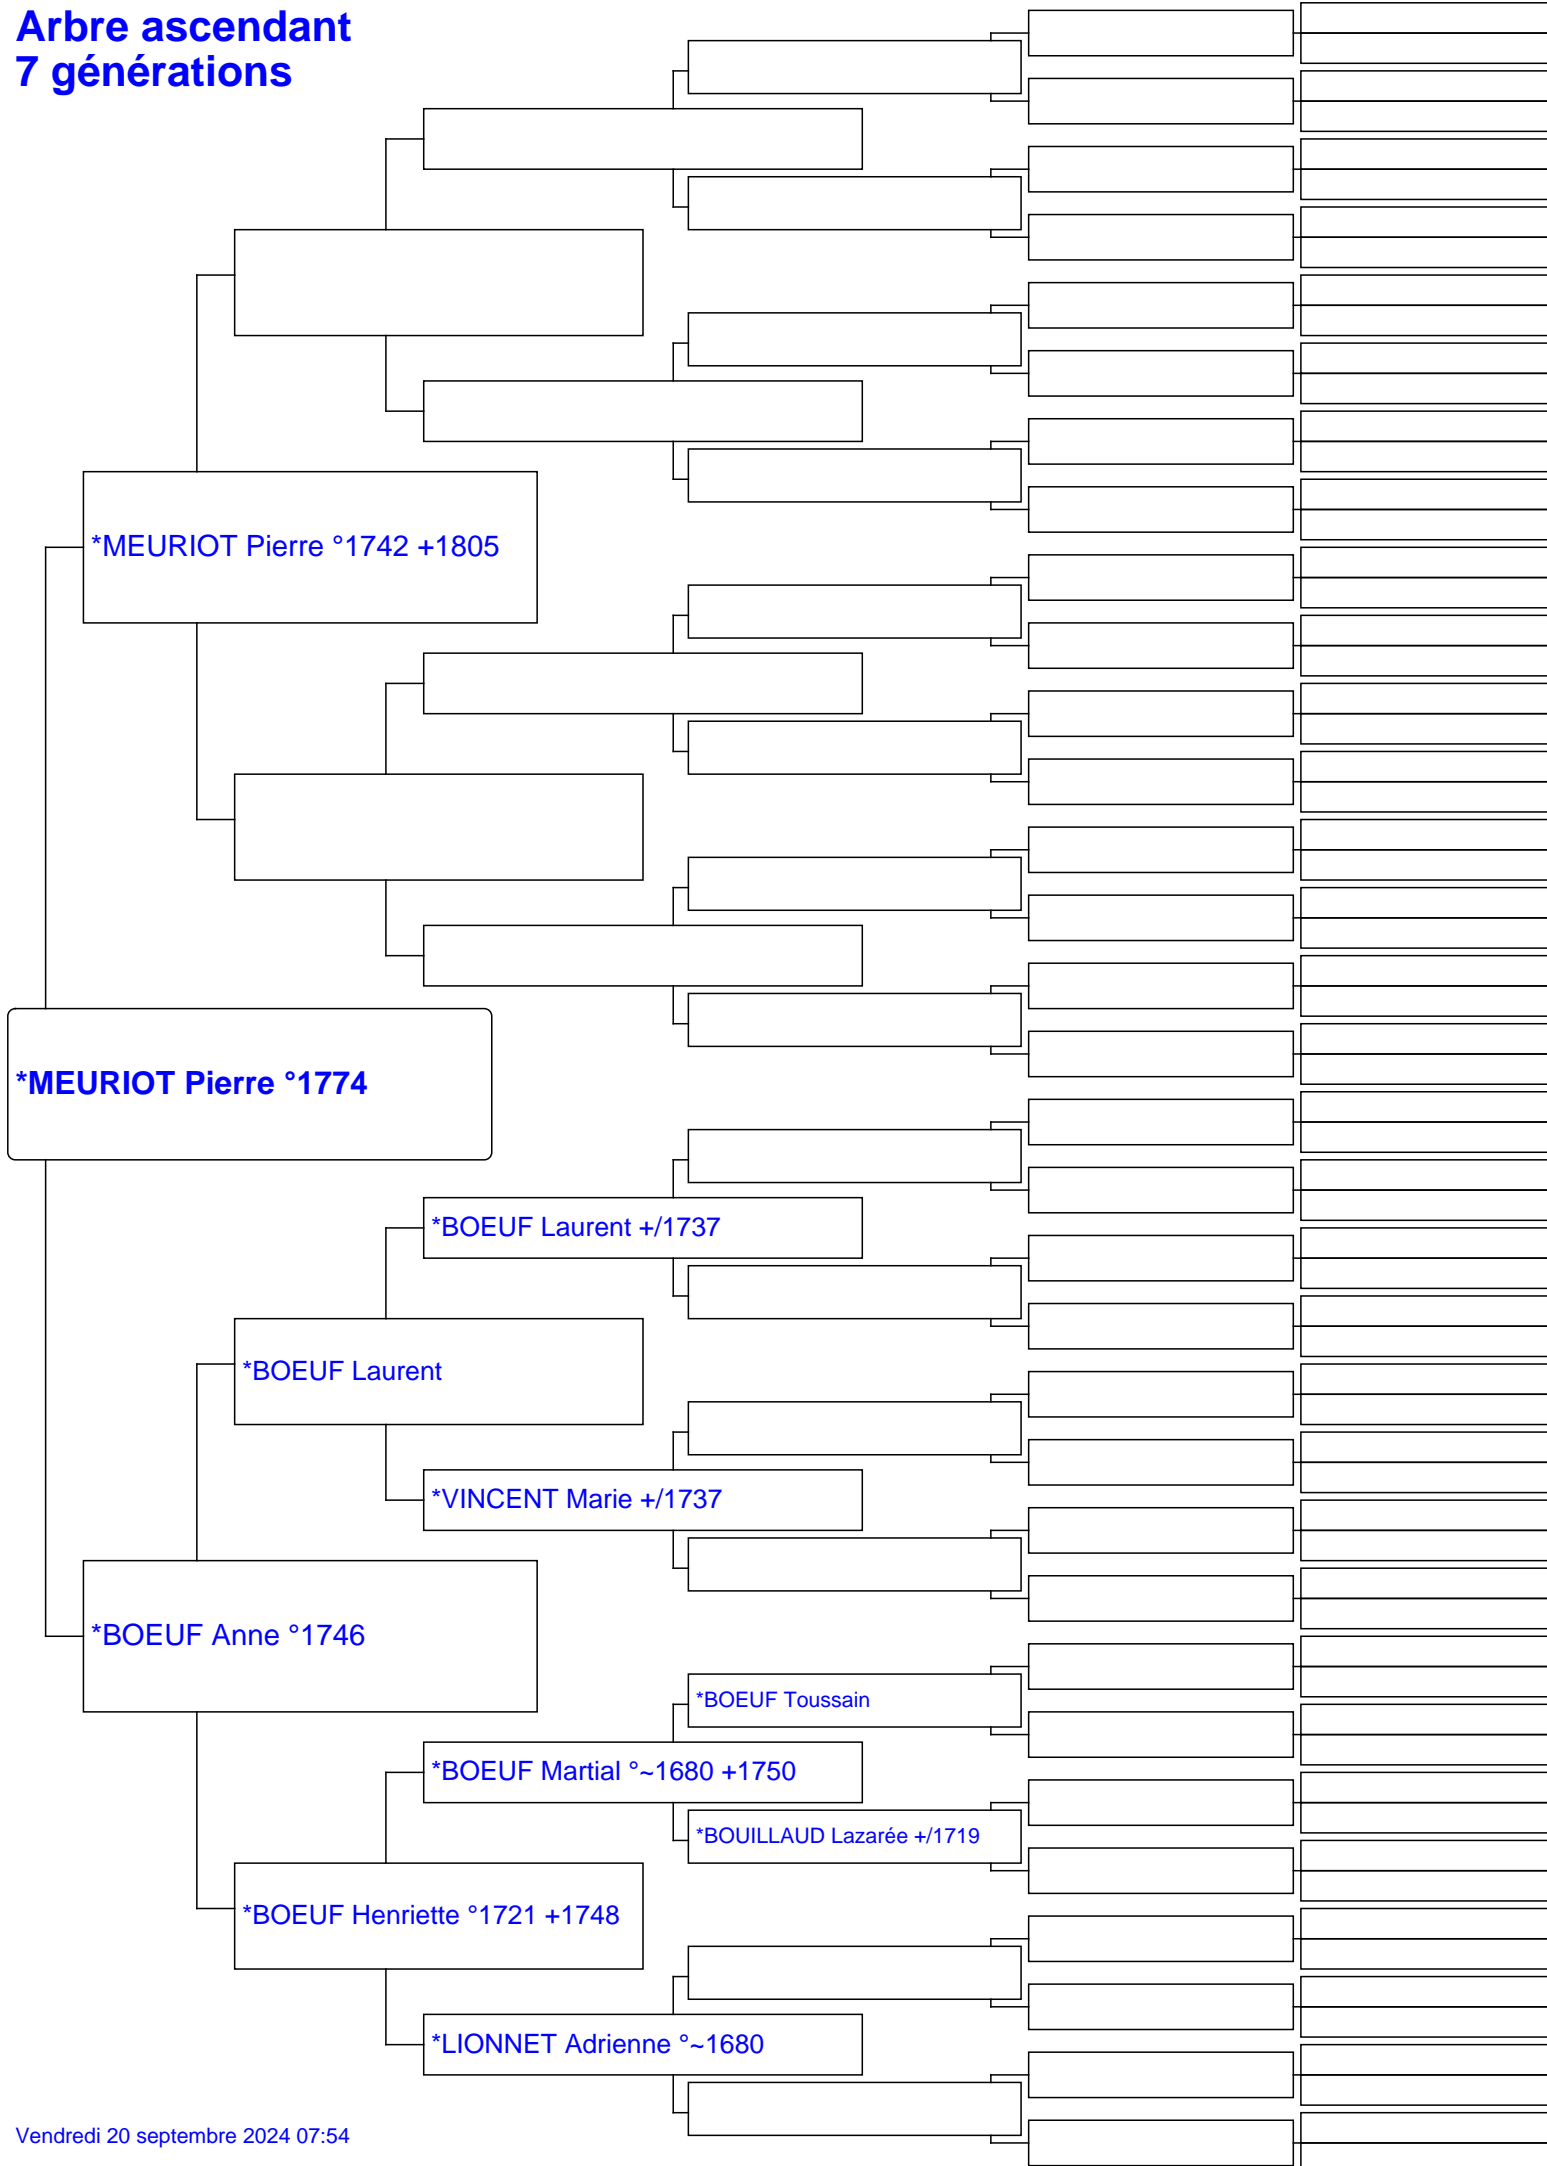 Arbre ascendant
7 générations
*MEURIOT Pierre °1742 +1805
*MEURIOT Pierre °1774
*BOEUF Laurent +/1737
*BOEUF Laurent
*VINCENT Marie +/1737
*BOEUF Anne °1746
*BOEUF Toussain
*BOEUF Martial °~1680 +1750
*BOUILLAUD Lazarée +/1719
*BOEUF Henriette °1721 +1748
*LIONNET Adrienne °~1680
Vendredi 20 septembre 2024 07:54